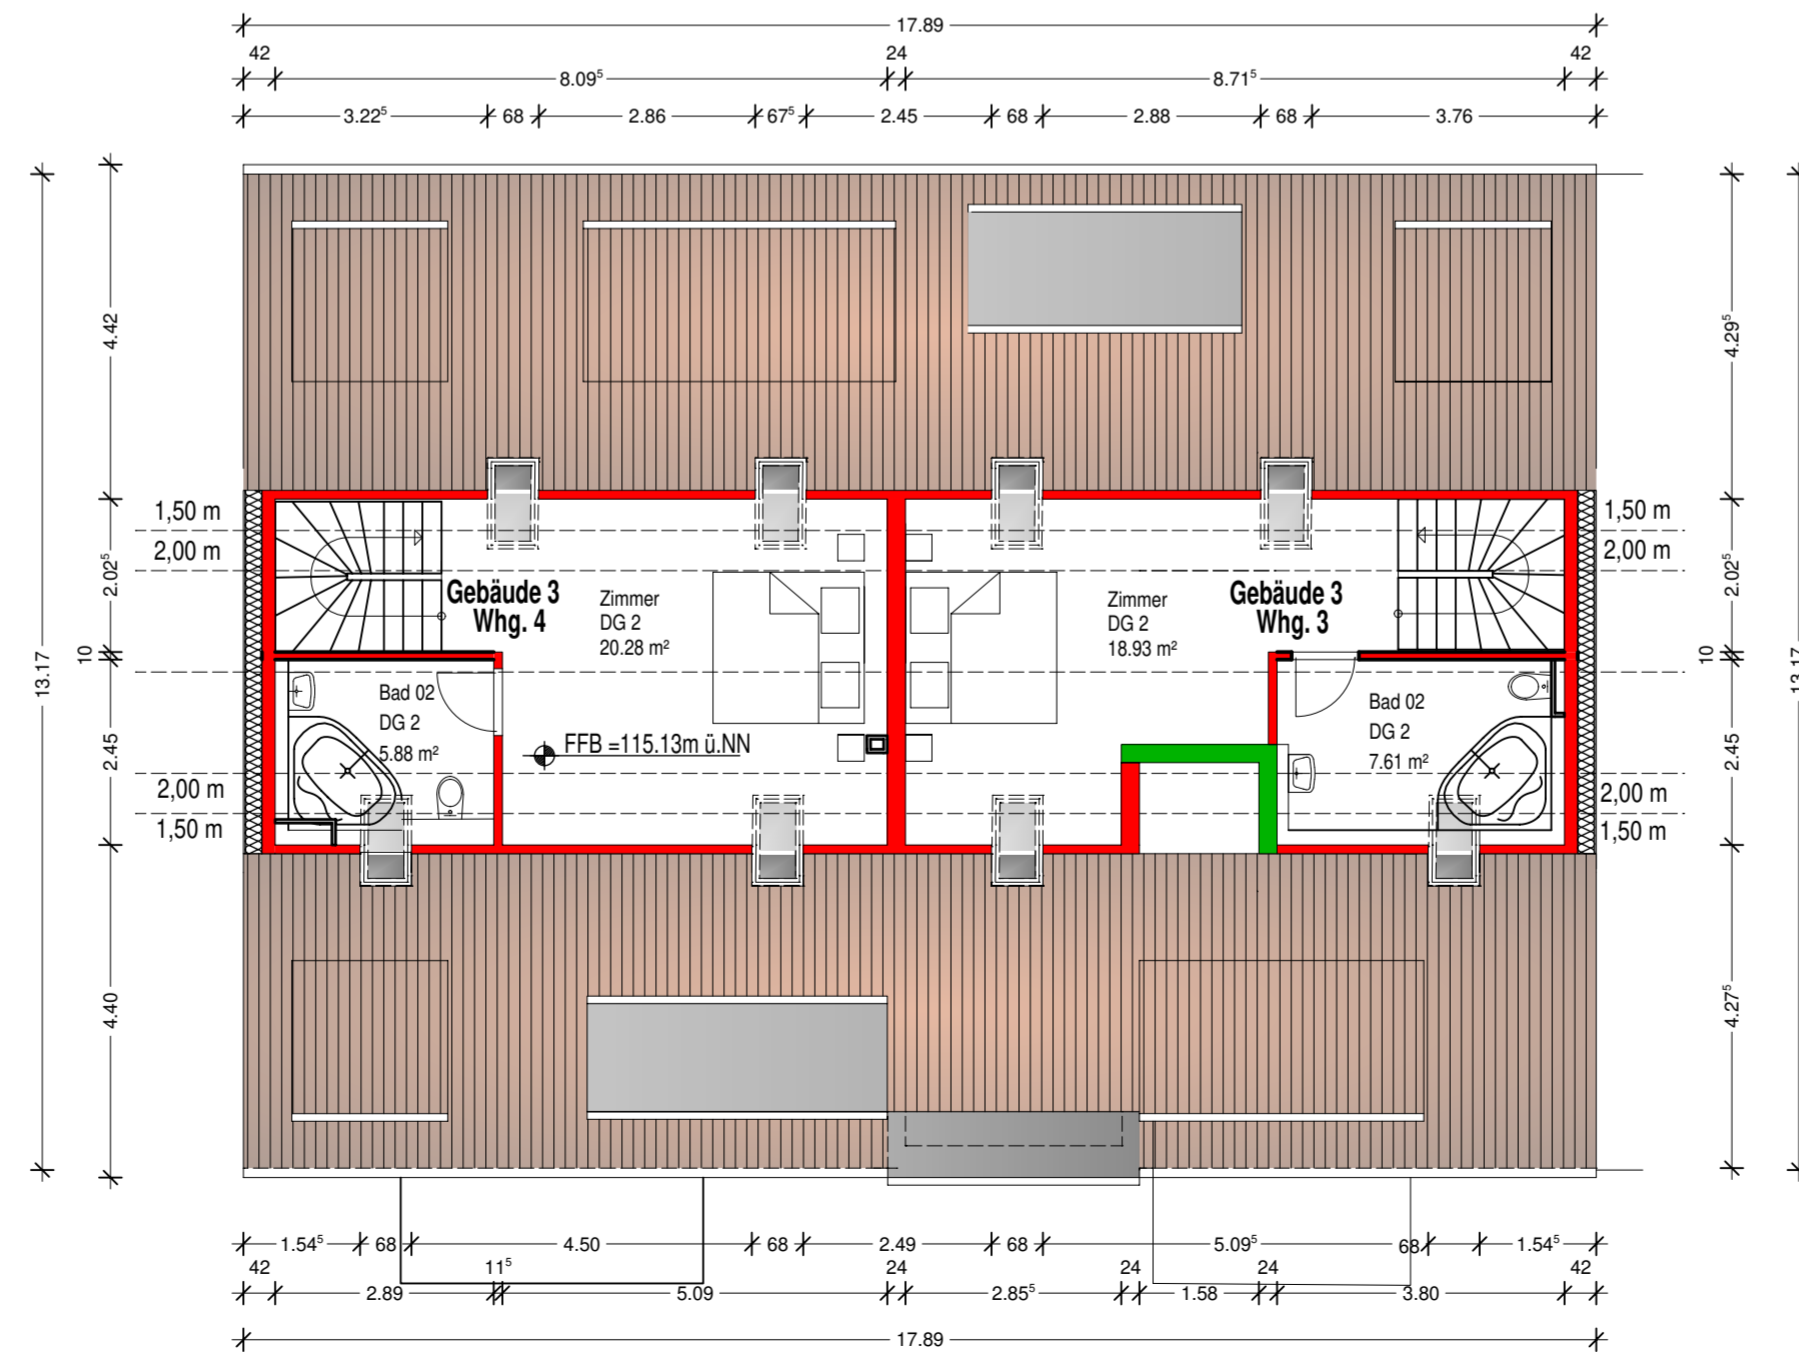 17.89
42 24 42
8.09⁵ 8.71⁵
3.22⁵ 68 2.86 67⁵ 2.45 68 2.88 68 3.76
4.42
4.29⁵
1,50 m
2,00 m
1,50 m
2,00 m
2.02⁵
2.02⁵
Gebäude 3
Whg. 4
Zimmer
DG 2
20.28 m²
Zimmer
DG 2
18.93 m²
Gebäude 3
Whg. 3
13.17
10
10
13.17
Bad 02
DG 2
5.88 m²
FFB =115.13m ü.NN
Bad 02
DG 2
7.61 m²
2.45
2.45
2,00 m
1,50 m
2,00 m
1,50 m
4.40
4.27⁵
1.54⁵ 68 4.50 68 2.49 68 5.09⁵ 68 1.54⁵
42 11⁵ 24 24 24 42
2.89 5.09 2.85⁵ 1.58 3.80
17.89